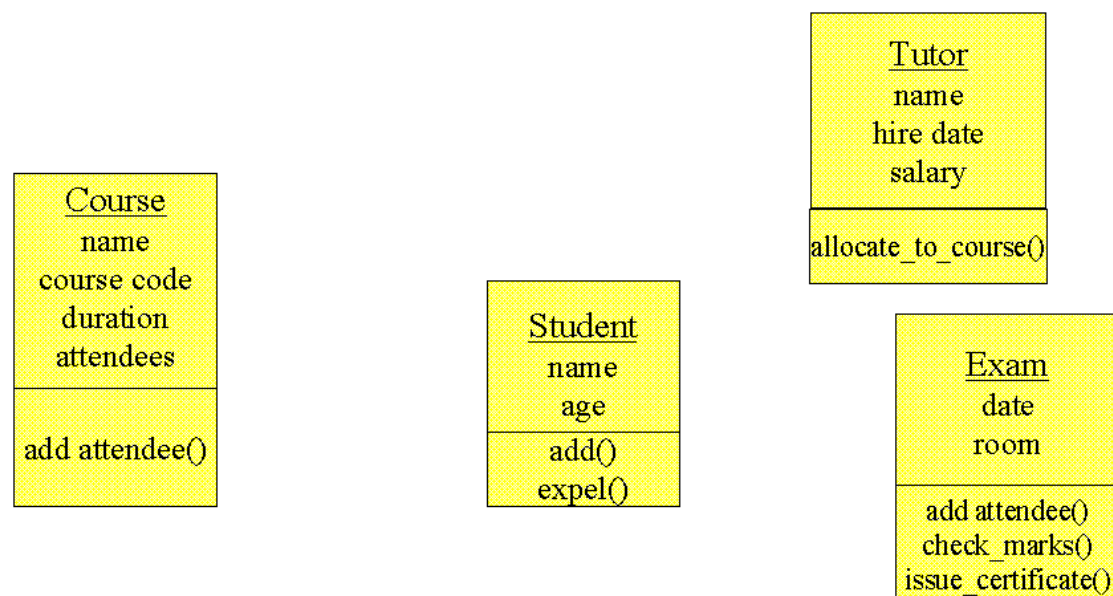 Tutor
name
hire date
salary
allocate_to_course()
Course
name
course code
duration
attendees
add attendee()
Student
name
age
add()
expel()
Exam
date
room
add attendee()
check_marks()
issue_certificate()